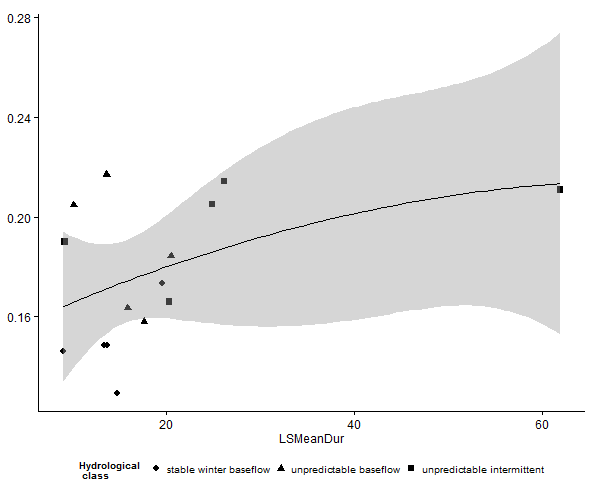 0.28
0.24
0.20
0.16
20 40 60
LSMeanDur
Hydrological
class
stable winter baseflow unpredictable baseflow unpredictable intermittent